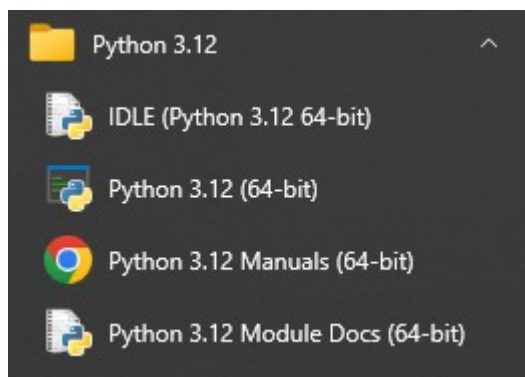 Python 3.12
IDLE (Python 3.12 64-bit)
Python 3.12 (64-bit)
Python 3.12 Manuals (64-bit)
Python 3.12 Module Docs (64-bit)